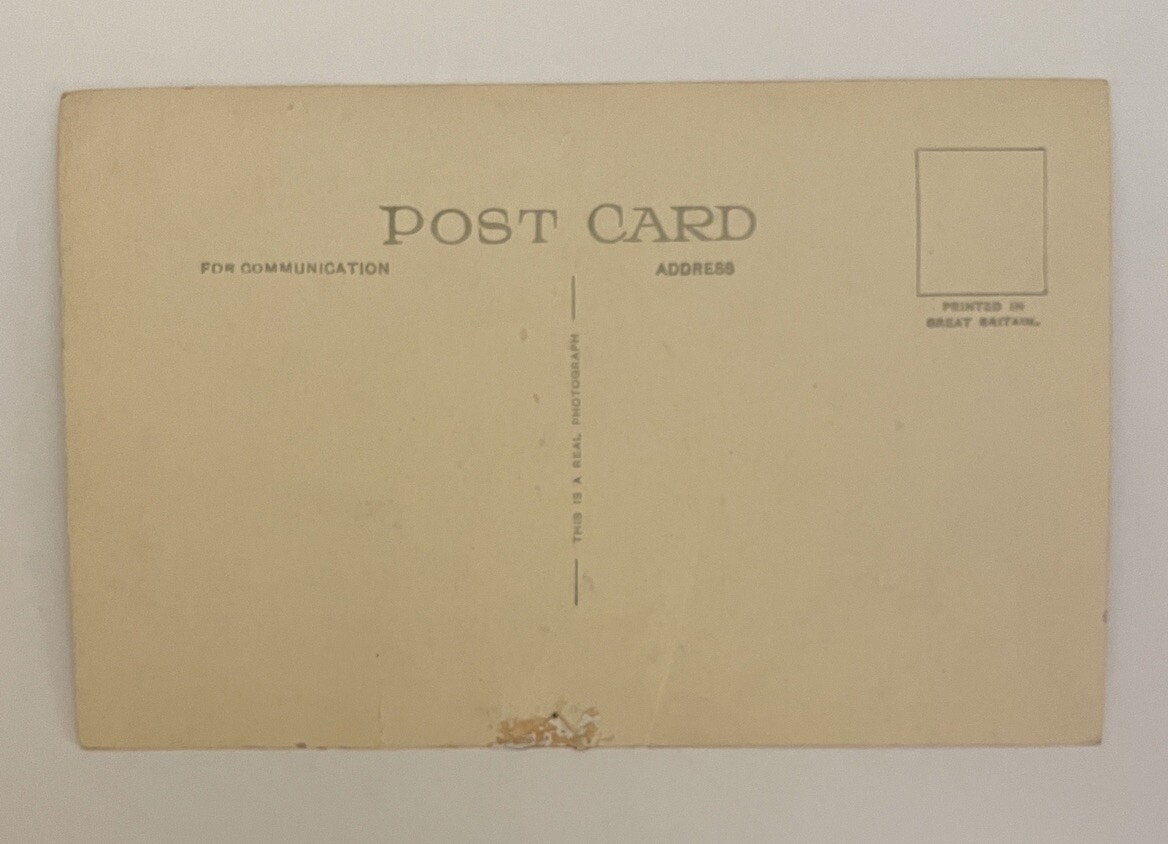 POST CARD
FOR COMMUNICATION
ADDRESS
PRINTED IN
GREAT BRITAIN.
THIS IS A REAL PHOTOGRAPH